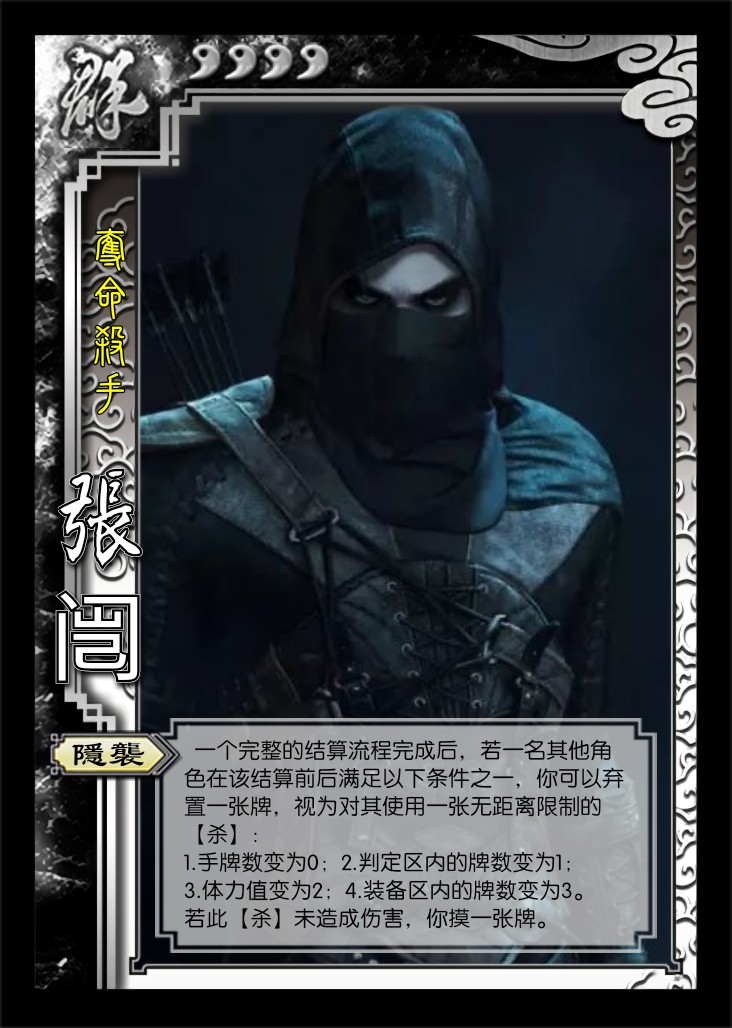 群
奪命殺手
張闿
隱襲
一个完整的结算流程完成后，若一名其他角
色在该结算前后满足以下条件之一，你可以弃
置一张牌，视为对其使用一张无距离限制的
【杀】：
1.手牌数变为0；2.判定区内的牌数变为1；
3.体力值变为2；4.装备区内的牌数变为3。
若此【杀】未造成伤害，你摸一张牌。